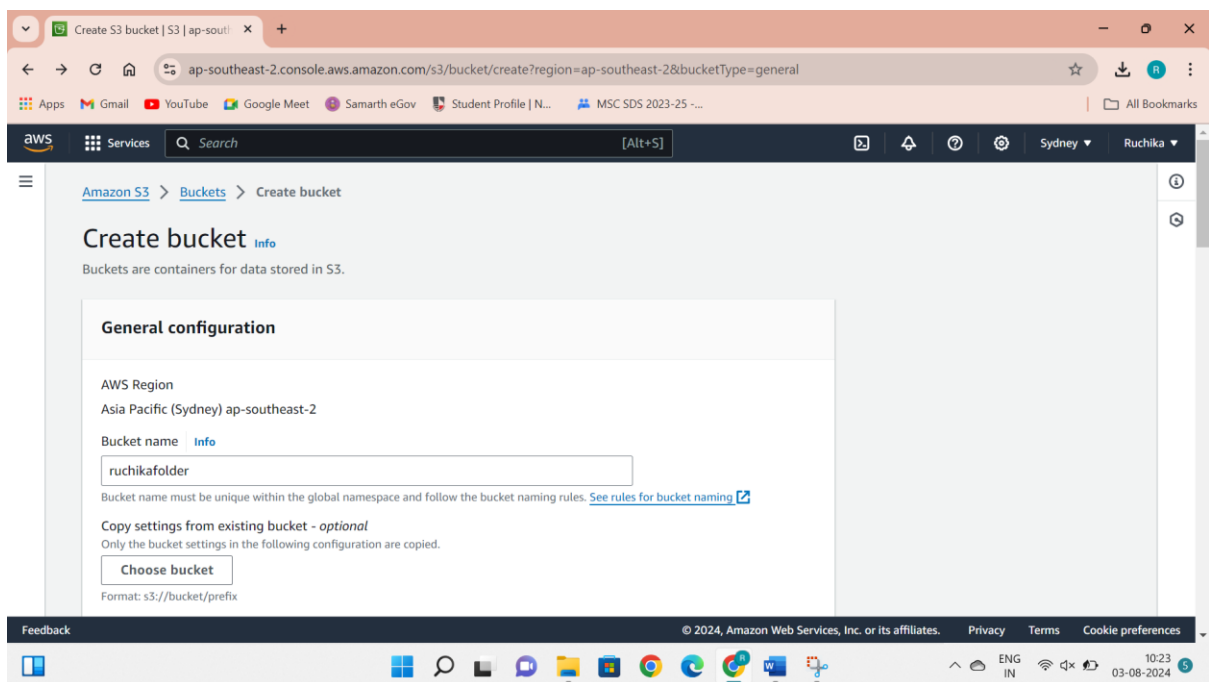 Create S3 bucket | S3 | ap-south
ap-southeast-2.console.aws.amazon.com/s3/bucket/create?region=ap-southeast-2&bucketType=general
R
Apps Gmail YouTube Google Meet Samarth eGov Student Profile | N... MSC SDS 2023-25 -... All Bookmarks
aws Services Search [Alt+S] Sydney Ruchika
Amazon S3 > Buckets > Create bucket
Create bucket Info
Buckets are containers for data stored in S3.
General configuration
AWS Region
Asia Pacific (Sydney) ap-southeast-2
Bucket name Info
ruchikafolder
Bucket name must be unique within the global namespace and follow the bucket naming rules. See rules for bucket naming
Copy settings from existing bucket - optional
Only the bucket settings in the following configuration are copied.
Choose bucket
Format: s3://bucket/prefix
Feedback © 2024, Amazon Web Services, Inc. or its affiliates. Privacy Terms Cookie preferences
ENG 10:23
IN 03-08-2024 5